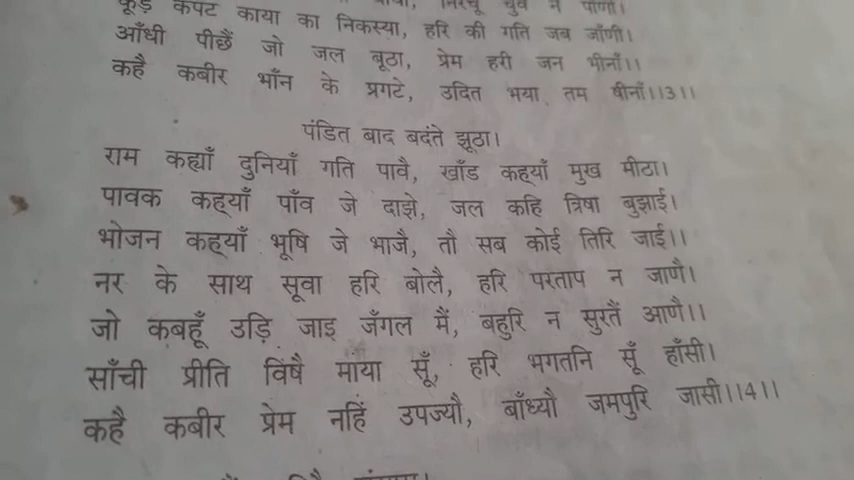 कूड़ कपट काया का निकस्या, हरि की गति जब जाँणी।
आँधी पीछैं जो जल बूठा, प्रेम हरी जन भीनाँ।।
कहै कबीर भाँन के प्रगटे, उदित भया तम षीनाँ।।3।।
पंडित बाद बदंते झूठा।
राम कह्याँ दुनियाँ गति पावै, खाँड कह्याँ मुख मीठा।
पावक कह्याँ पाँव जे दाझे, जल कहि त्रिषा बुझाई।
भोजन कह्याँ भूषि जे भाजै, तौ सब कोई तिरि जाई।।
नर के साथ सूवा हरि बोलै, हरि परताप न जाणै।
जो कबहूँ उड़ि जाइ जँगल मैं, बहुरि न सुरतैं आणै।।
साँची प्रीति विषै माया सूँ, हरि भगतनि सूँ हाँसी।
कहै कबीर प्रेम नहिं उपज्यौ, बाँध्यौ जमपुरि जासी।।4।।